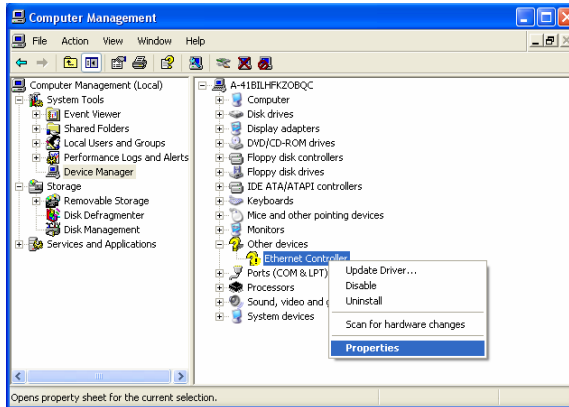 Computer Management
File Action View Window Help
Computer Management (Local)
System Tools
Event Viewer
Shared Folders
Local Users and Groups
Performance Logs and Alerts
Device Manager
Storage
Removable Storage
Disk Defragmenter
Disk Management
Services and Applications
A-41BILHFKZOBQC
Computer
Disk drives
Display adapters
DVD/CD-ROM drives
Floppy disk controllers
Floppy disk drives
IDE ATA/ATAPI controllers
Keyboards
Mice and other pointing devices
Monitors
Other devices
Ethernet Controller
Ports (COM & LPT)
Processors
Sound, video and
System devices
Update Driver...
Disable
Uninstall
Scan for hardware changes
Properties
Opens property sheet for the current selection.